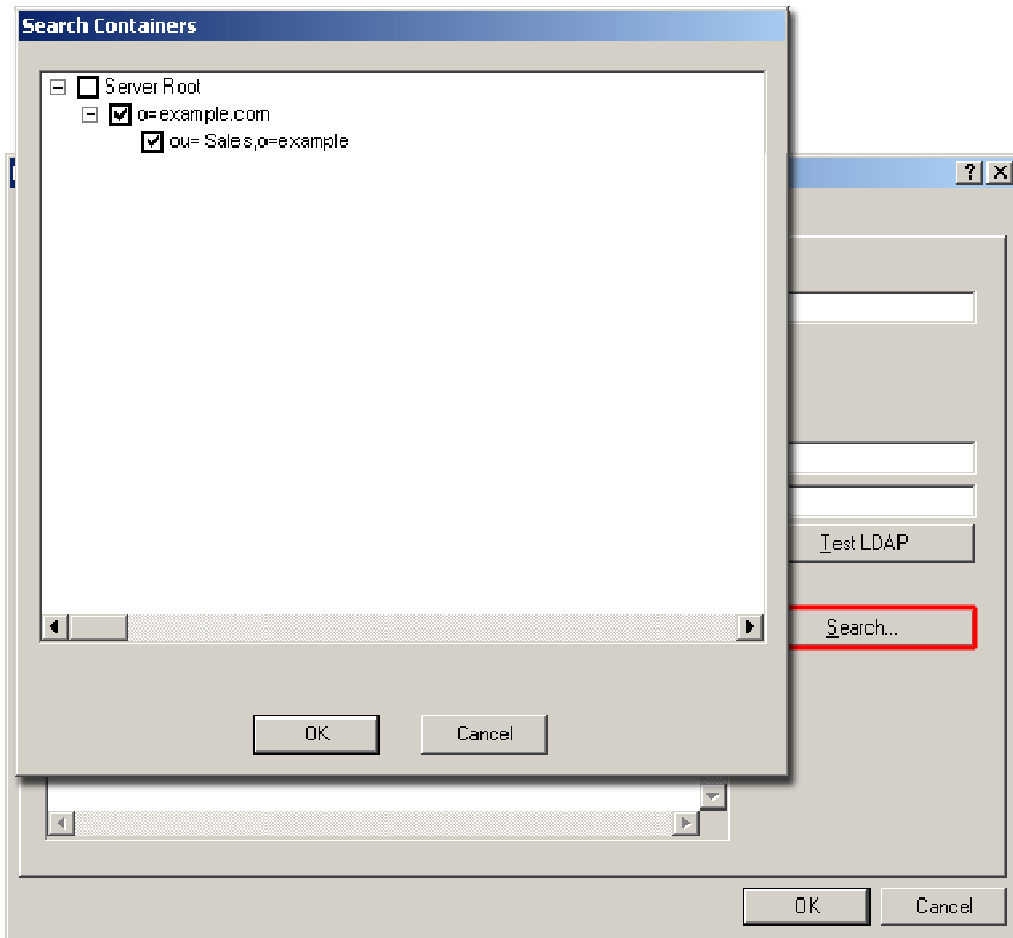 Search Containers
Server Root
o=example.com
ou= Sales,o=example
Test LDAP
Search...
OK
Cancel
OK
Cancel